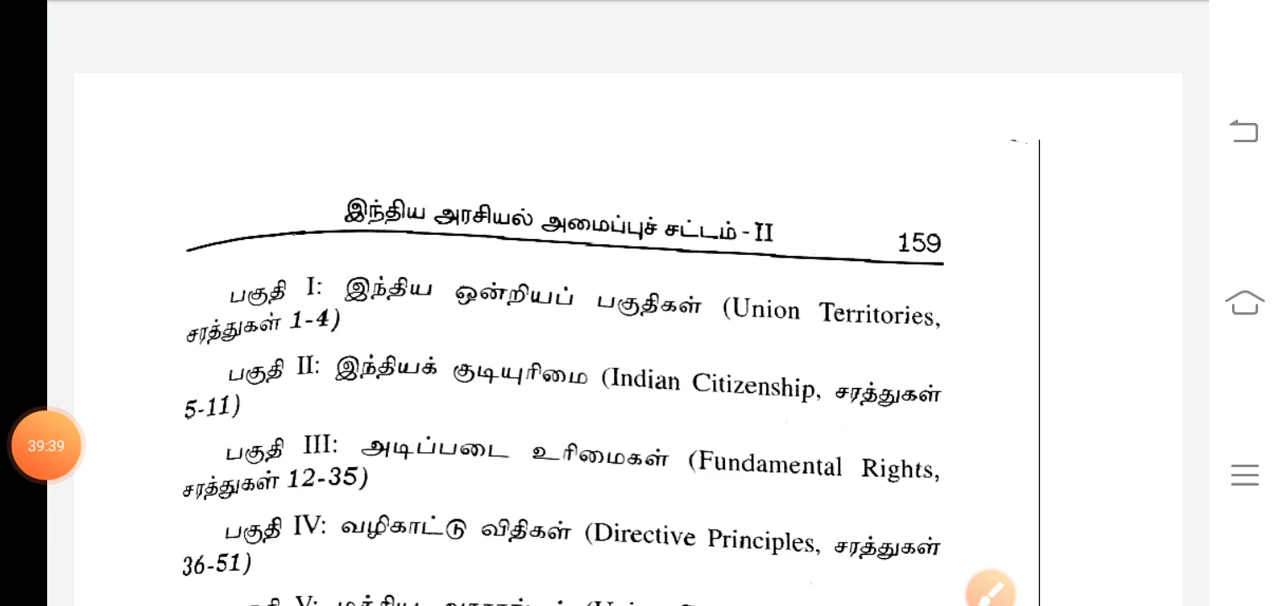 இந்திய அரசியல் அமைப்புச் சட்டம் - II 159
பகுதி I: இந்திய ஒன்றியப் பகுதிகள் (Union Territories,
சரத்துகள் 1-4)
பகுதி II: இந்தியக் குடியுரிமை (Indian Citizenship, சரத்துகள்
5-11)
பகுதி III: அடிப்படை உரிமைகள் (Fundamental Rights,
சரத்துகள் 12-35)
39:39
பகுதி IV: வழிகாட்டு விதிகள் (Directive Principles, சரத்துகள்
36-51)